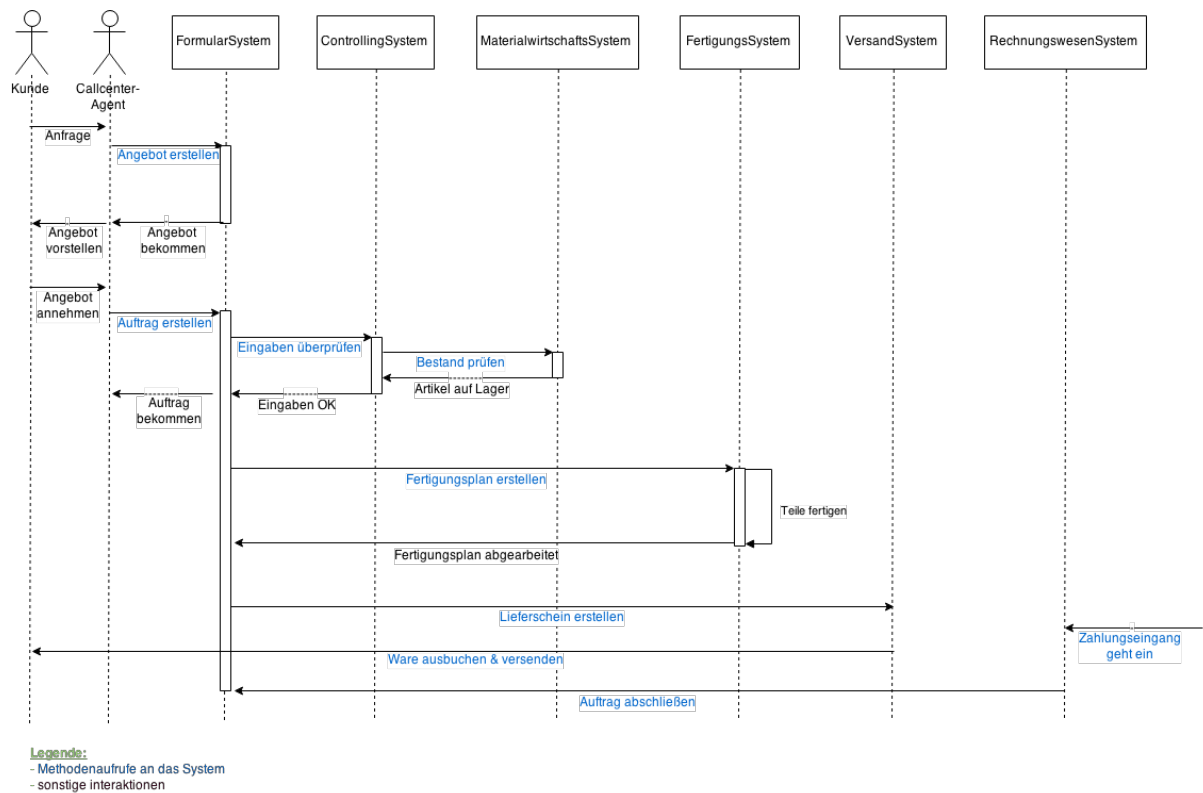 FormularSystem
ControllingSystem
MaterialwirtschaftsSystem
FertigungsSystem
VersandSystem
RechnungswesenSystem
Kunde
Callcenter-
Agent
Anfrage
Angebot erstellen
Angebot
vorstellen
Angebot
bekommen
Angebot
annehmen
Auftrag erstellen
Eingaben überprüfen
Bestand prüfen
Artikel auf Lager
Eingaben OK
Auftrag
bekommen
Fertigungsplan erstellen
Teile fertigen
Fertigungsplan abgearbeitet
Lieferschein erstellen
Zahlungseingang
geht ein
Ware ausbuchen & versenden
Auftrag abschließen
Legende:
- Methodenaufrufe an das System
- sonstige interaktionen